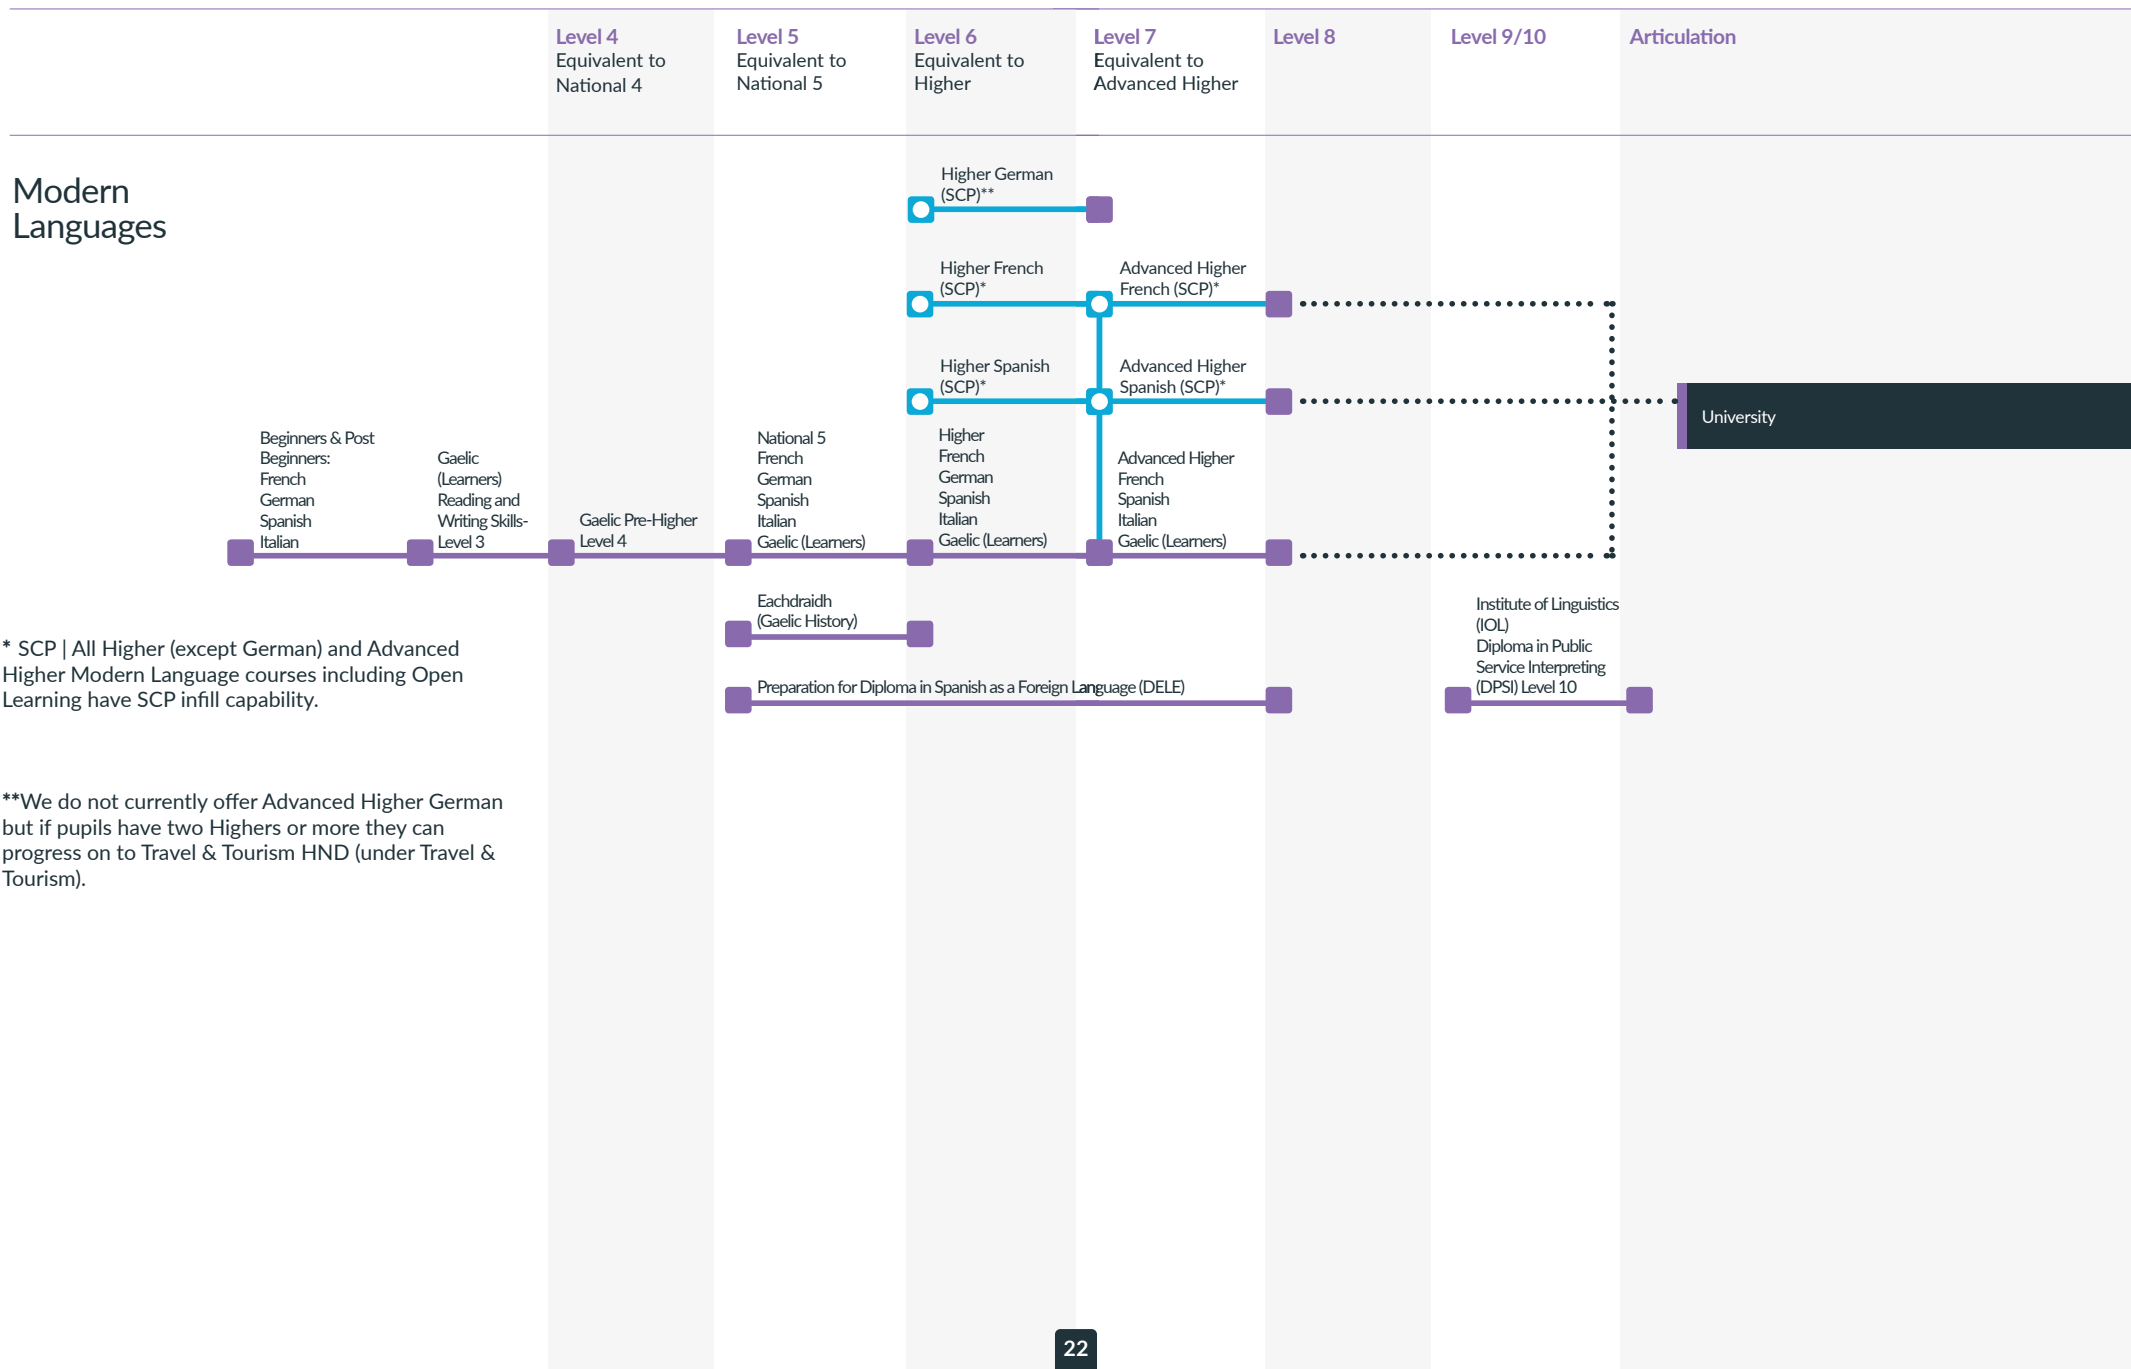 Level 4
Equivalent to
National 4
Level 5
Equivalent to
National 5
Level 6
Equivalent to
Higher
Level 7
Equivalent to
Advanced Higher
Level 8
Level 9/10
Articulation
Modern
Languages
Higher German
(SCP)**
Higher French
(SCP)*
Advanced Higher
French (SCP)*
Higher Spanish
(SCP)*
Advanced Higher
Spanish (SCP)*
University
Beginners & Post
Beginners:
French
German
Spanish
Italian
Gaelic
(Learners)
Reading and
Writing Skills-
Level 3
Gaelic Pre-Higher
Level 4
National 5
French
German
Spanish
Italian
Gaelic (Learners)
Higher
French
German
Spanish
Italian
Gaelic (Learners)
Advanced Higher
French
Spanish
Italian
Gaelic (Learners)
Eachdraidh
(Gaelic History)
Preparation for Diploma in Spanish as a Foreign Language (DELE)
Institute of Linguistics
(IOL)
Diploma in Public
Service Interpreting
(DPSI) Level 10
* SCP | All Higher (except German) and Advanced
Higher Modern Language courses including Open
Learning have SCP infill capability.
**We do not currently offer Advanced Higher German
but if pupils have two Highers or more they can
progress on to Travel & Tourism HND (under Travel &
Tourism).
22